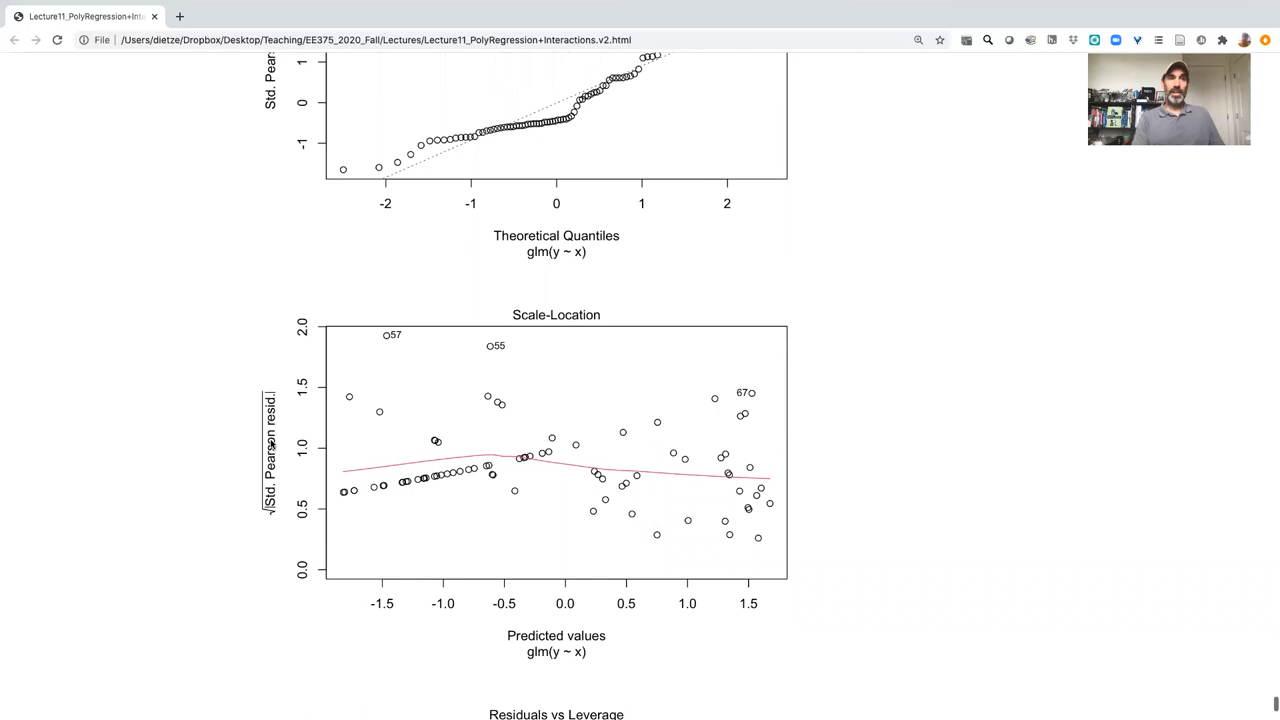 Lecture11_PolyRegression+Inte
File
/Users/dietze/Dropbox/Desktop/Teaching/EE375_2020_Fall/Lectures/Lecture11_PolyRegression+Interactions.v2.html
Std. Pears
1
0
-1
-2 -1 0 1 2
Theoretical Quantiles
glm(y ~ x)
Scale-Location
√|Std. Pearson resid.|
2.0
1.5
1.0
0.5
0.0
57
55
67
-1.5 -1.0 -0.5 0.0 0.5 1.0 1.5
Predicted values
glm(y ~ x)
Residuals vs Leverage